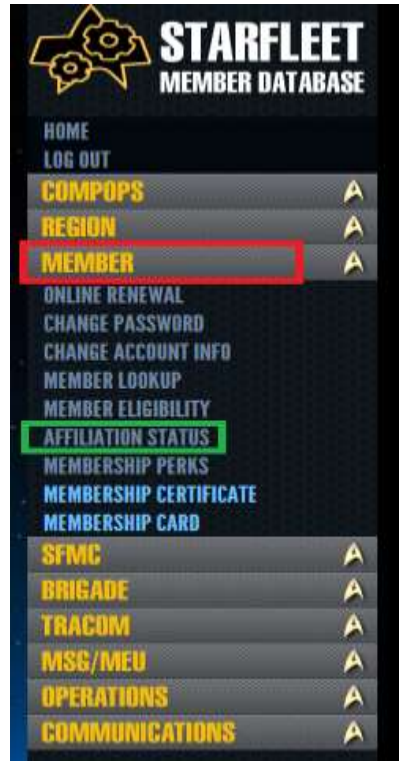 STARFLEET
MEMBER DATABASE
HOME
LOG OUT
COMPOPS
REGION
MEMBER
ONLINE RENEWAL
CHANGE PASSWORD
CHANGE ACCOUNT INFO
MEMBER LOOKUP
MEMBER ELIGIBILITY
AFFILIATION STATUS
MEMBERSHIP PERKS
MEMBERSHIP CERTIFICATE
MEMBERSHIP CARD
SFMC
BRIGADE
TRACOM
MSG/MEU
OPERATIONS
COMMUNICATIONS